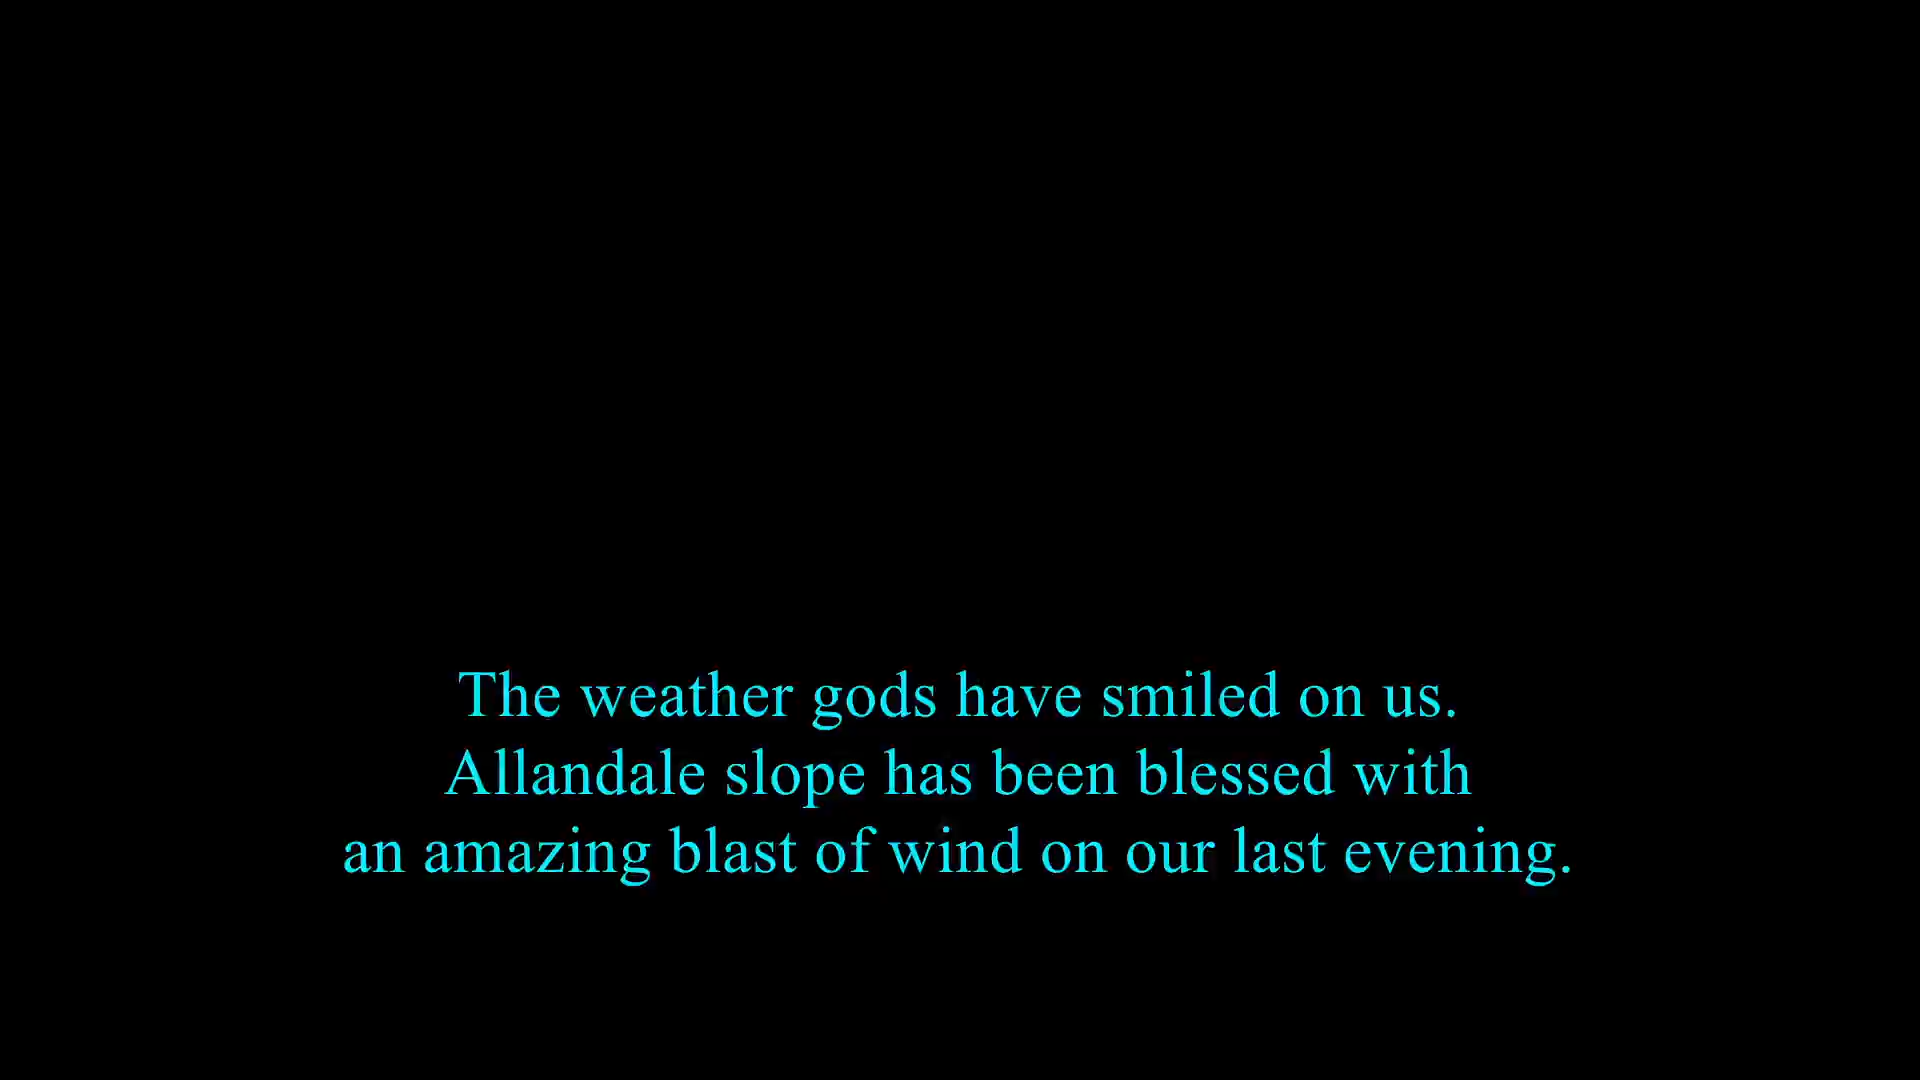 The weather gods have smiled on us.
Allandale slope has been blessed with
an amazing blast of wind on our last evening.